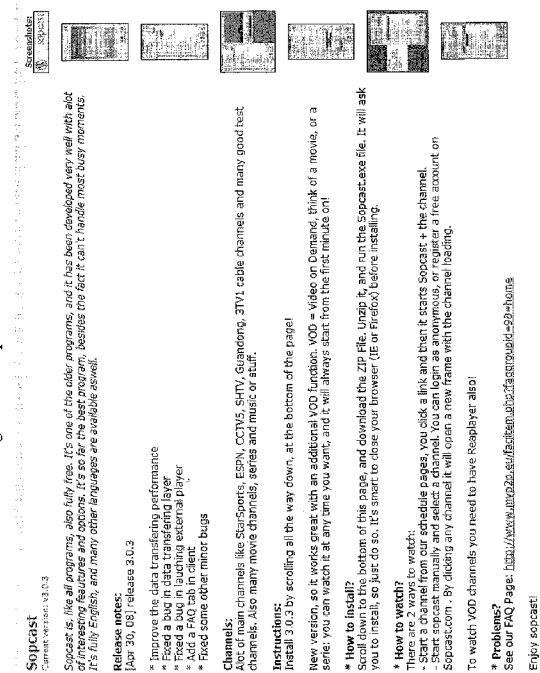 Sopcast
Current version: v3.0.3
Screenshots:
sopcast
Sopcast is, like all programs, also fully free. It's one of the older programs, and it has been developed very well with alot
of interesting feautures and options. It's so far the best program, besides the fact it can't handle most busy moments.
It's fully English, and many other languages are available aswell.
Release notes:
[Apr 30, 08] release 3.0.3
* Improve the data transfering performance
* Fixed a bug in data transfering layer
* Fixed a bug in lauching external player
* Add a FAQ tab in client
* Fixed some other minor bugs
Channels:
Alot of main channels like StarSports, ESPN, CCTV5, SHTV, Guandong, 3TV1 cable channels and many good test
channels. Also many movie channels, series and music or stuff.
Instructions:
Install 3.0.3 by scrolling all the way down, at the bottom of the page!
New version, so it works great with an additional VOD function. VOD = Video on Demand, think of a movie, or a
serie: you can watch it at any time you want, and it will always start from the first minute on!
* How to install?
Scroll down to the bottom of this page, and download the ZIP File. Unzip it, and run the Sopcast.exe file. It will ask
you to install, so just do so. It's smart to close your browser (IE or Firefox) before installing.
* How to watch?
There are 2 ways to watch:
- Start a channel from our schedule pages, you click a link and then it starts Sopcast + the channel.
- Start sopcast manually and select a channel. You can login as anonymous, or register a free account on
Sopcast.com - By clicking any channel it will open a new frame with the channel loading.
To watch VOD channels you need to have Reaplayer also!
* Problems?
See our FAQ Page: http://www.myp2p.eu/faqitem.php?faqgroupid=99=home
Enjoy sopcast!